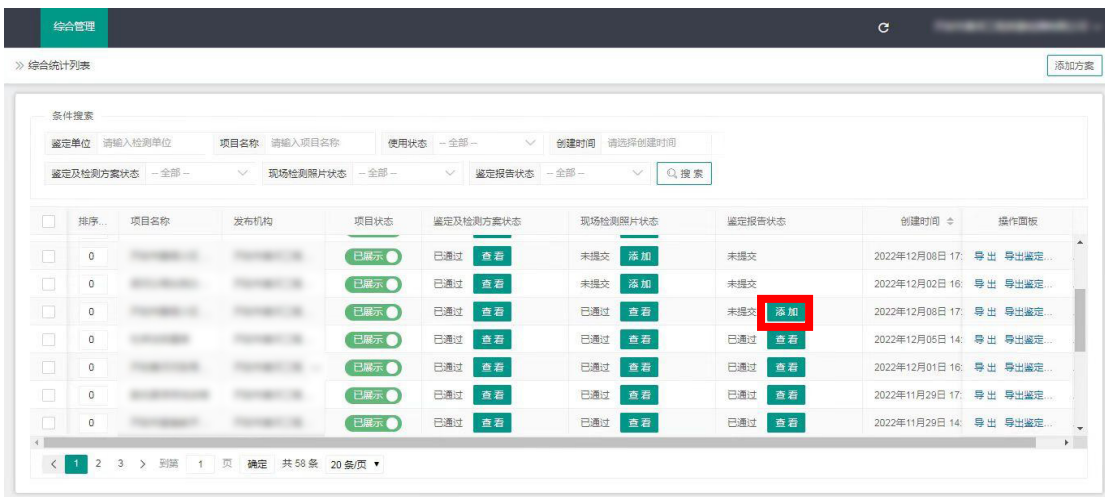 综合管理
综合统计列表
添加方案
条件搜索
鉴定单位 请输入检测单位 项目名称 请输入项目名称 使用状态 -- 全部 -- 创建时间 请选择创建时间
鉴定及检测方案状态 -- 全部 -- 现场检测照片状态 -- 全部 -- 鉴定报告状态 -- 全部 -- 搜索
排序... 项目名称 发布机构 项目状态 鉴定及检测方案状态 现场检测照片状态 鉴定报告状态 创建时间 操作面板
0 已展示 已通过 查看 未提交 添加 未提交 2022年12月08日 17: 导出 导出鉴定...
0 已展示 已通过 查看 未提交 添加 未提交 2022年12月02日 16: 导出 导出鉴定...
0 已展示 已通过 查看 已通过 查看 未提交 添加 2022年12月08日 17: 导出 导出鉴定...
0 已展示 已通过 查看 已通过 查看 已通过 查看 2022年12月05日 14: 导出 导出鉴定...
0 已展示 已通过 查看 已通过 查看 已通过 查看 2022年12月01日 16: 导出 导出鉴定...
0 已展示 已通过 查看 已通过 查看 已通过 查看 2022年11月29日 17: 导出 导出鉴定...
0 已展示 已通过 查看 已通过 查看 已通过 查看 2022年11月29日 14: 导出 导出鉴定...
1 2 3 到第 1 页 确定 共 58 条 20 条/页